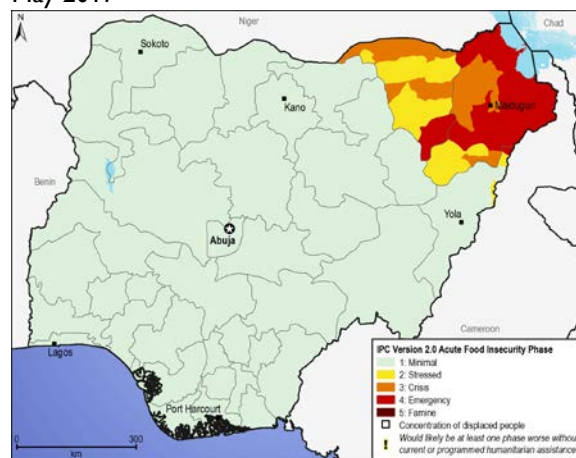 May 2017
N
Niger
Chad
Sokoto
Kano
Maiduguri
Benin
Yola
Abuja
Lagos
Cameroon
Port Harcourt
0 300
km
IPC Version 2.0 Acute Food Insecurity Phase
1: Minimal
2: Stressed
3: Crisis
4: Emergency
5: Famine
Concentration of displaced people
! Would likely be at least one phase worse without
current or programmed humanitarian assistance